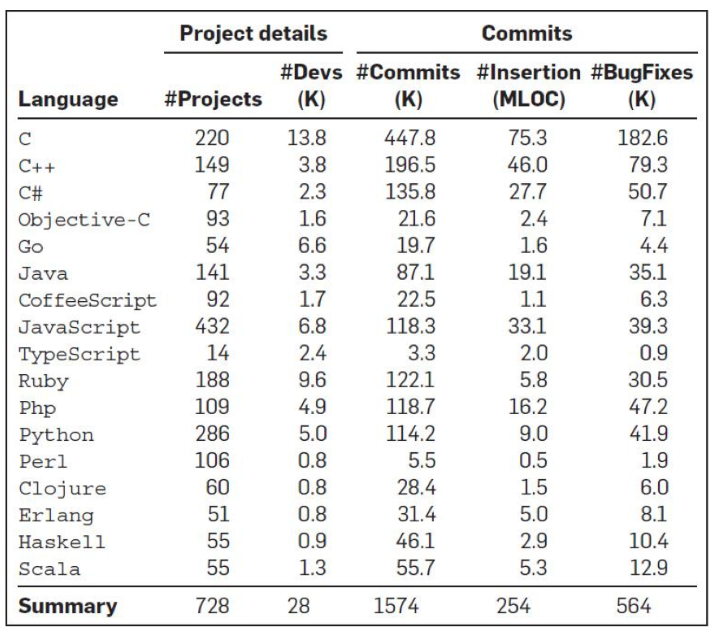 Project details Commits
#Devs #Commits #Insertion #BugFixes
Language #Projects (K) (K) (MLOC) (K)
C 220 13.8 447.8 75.3 182.6
C++ 149 3.8 196.5 46.0 79.3
C# 77 2.3 135.8 27.7 50.7
Objective-C 93 1.6 21.6 2.4 7.1
Go 54 6.6 19.7 1.6 4.4
Java 141 3.3 87.1 19.1 35.1
CoffeeScript 92 1.7 22.5 1.1 6.3
JavaScript 432 6.8 118.3 33.1 39.3
TypeScript 14 2.4 3.3 2.0 0.9
Ruby 188 9.6 122.1 5.8 30.5
Php 109 4.9 118.7 16.2 47.2
Python 286 5.0 114.2 9.0 41.9
Perl 106 0.8 5.5 0.5 1.9
Clojure 60 0.8 28.4 1.5 6.0
Erlang 51 0.8 31.4 5.0 8.1
Haskell 55 0.9 46.1 2.9 10.4
Scala 55 1.3 55.7 5.3 12.9
Summary 728 28 1574 254 564